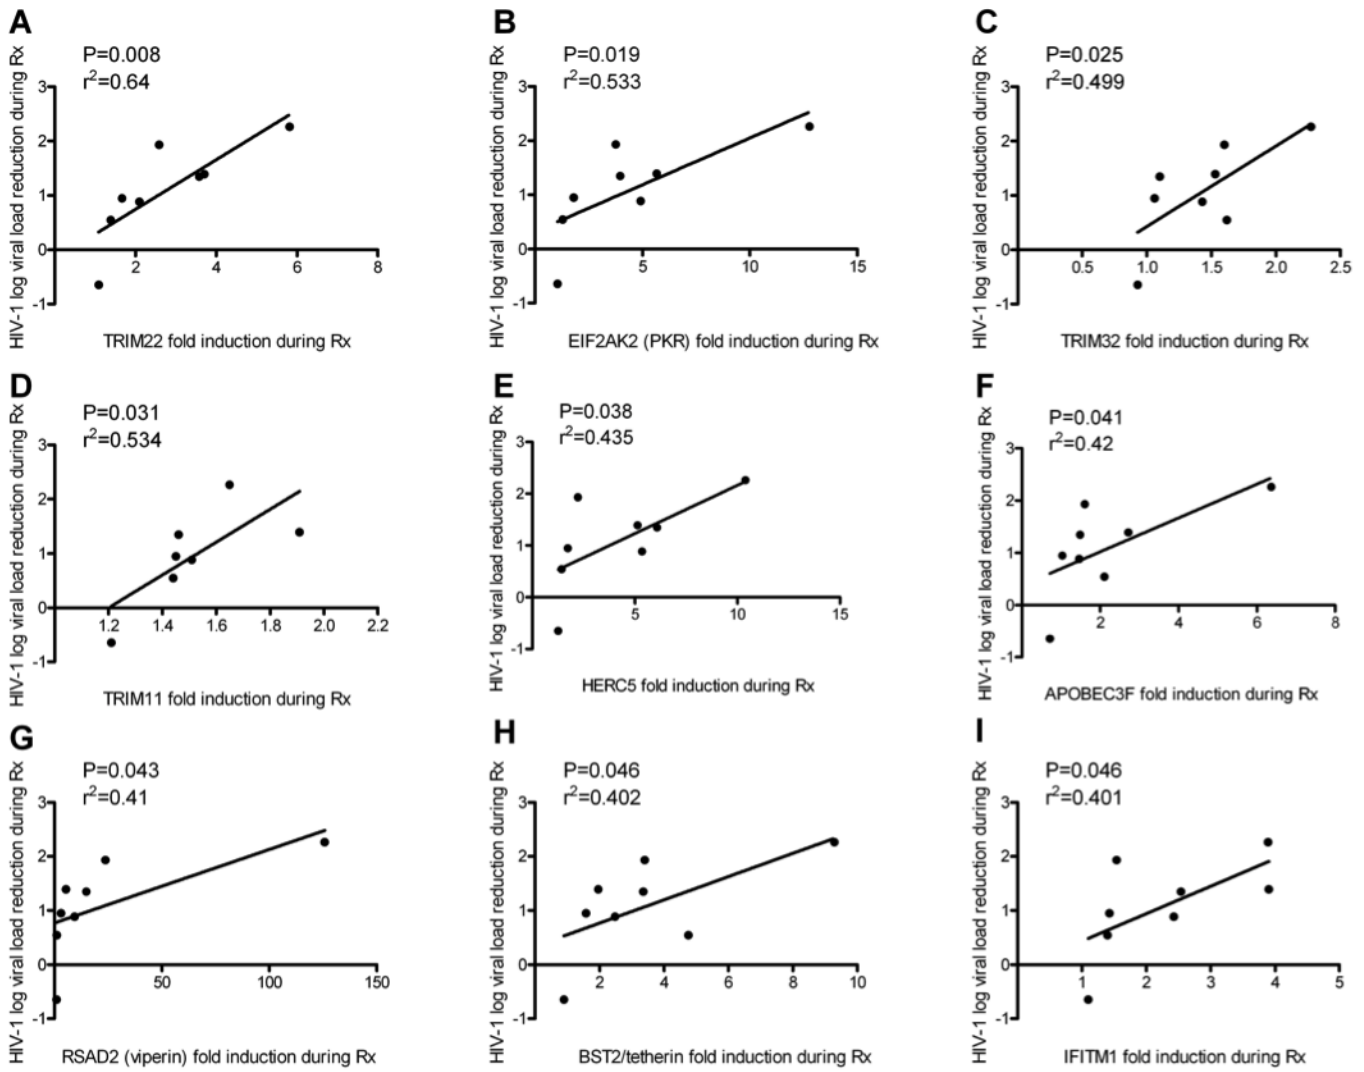 A
P=0.008
r²=0.64
HIV-1 log viral load reduction during Rx
3
2
1
0
-1
2 4 6 8
TRIM22 fold induction during Rx
B
P=0.019
r²=0.533
HIV-1 log viral load reduction during Rx
3
2
1
0
-1
5 10 15
EIF2AK2 (PKR) fold induction during Rx
C
P=0.025
r²=0.499
HIV-1 log viral load reduction during Rx
3
2
1
0
-1
0.5 1.0 1.5 2.0 2.5
TRIM32 fold induction during Rx
D
P=0.031
r²=0.534
HIV-1 log viral load reduction during Rx
3
2
1
0
-1
1.2 1.4 1.6 1.8 2.0 2.2
TRIM11 fold induction during Rx
E
P=0.038
r²=0.435
HIV-1 log viral load reduction during Rx
3
2
1
0
-1
5 10 15
HERC5 fold induction during Rx
F
P=0.041
r²=0.42
HIV-1 log viral load reduction during Rx
3
2
1
0
-1
2 4 6 8
APOBEC3F fold induction during Rx
G
P=0.043
r²=0.41
HIV-1 log viral load reduction during Rx
3
2
1
0
-1
50 100 150
RSAD2 (viperin) fold induction during Rx
H
P=0.046
r²=0.402
HIV-1 log viral load reduction during Rx
3
2
1
0
-1
2 4 6 8 10
BST2/tetherin fold induction during Rx
I
P=0.046
r²=0.401
HIV-1 log viral load reduction during Rx
3
2
1
0
-1
1 2 3 4 5
IFITM1 fold induction during Rx